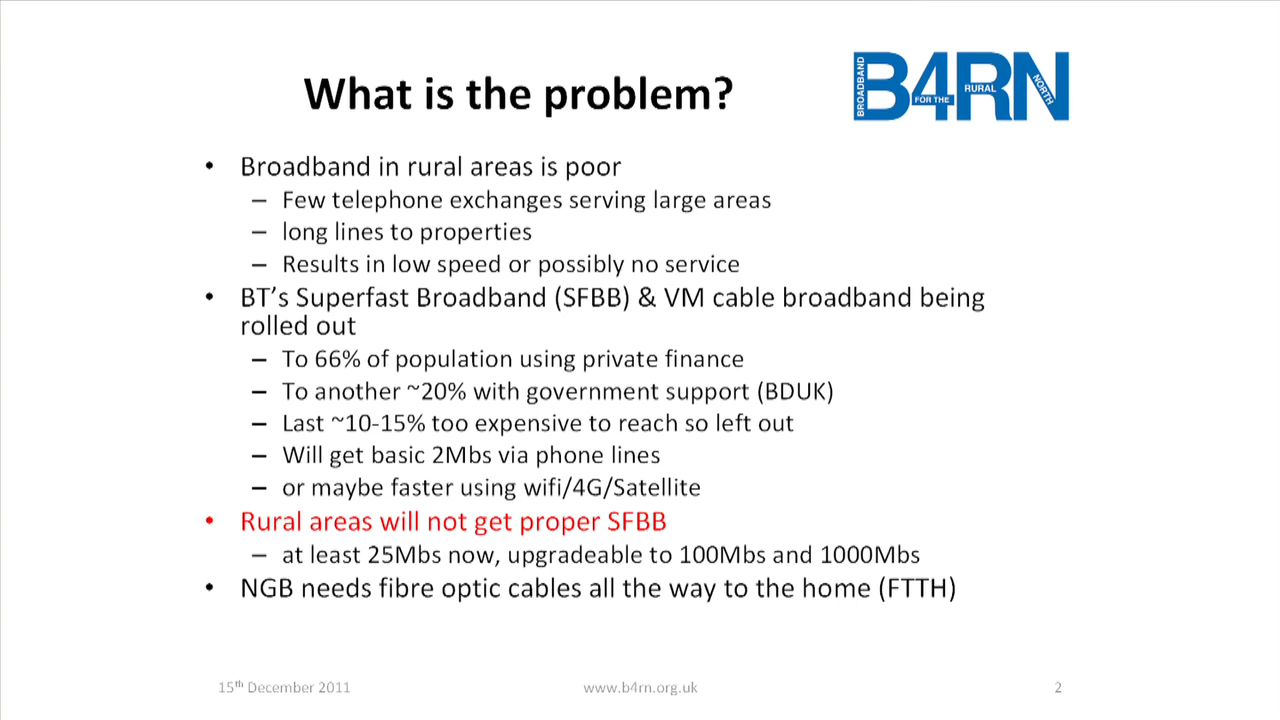 What is the problem?
BROADBAND B4RN FOR THE RURAL NORTH
• Broadband in rural areas is poor
– Few telephone exchanges serving large areas
– long lines to properties
– Results in low speed or possibly no service
• BT’s Superfast Broadband (SFBB) & VM cable broadband being
rolled out
– To 66% of population using private finance
– To another ~20% with government support (BDUK)
– Last ~10-15% too expensive to reach so left out
– Will get basic 2Mbs via phone lines
– or maybe faster using wifi/4G/Satellite
• Rural areas will not get proper SFBB
– at least 25Mbs now, upgradeable to 100Mbs and 1000Mbs
• NGB needs fibre optic cables all the way to the home (FTTH)
15th December 2011 www.b4rn.org.uk 2